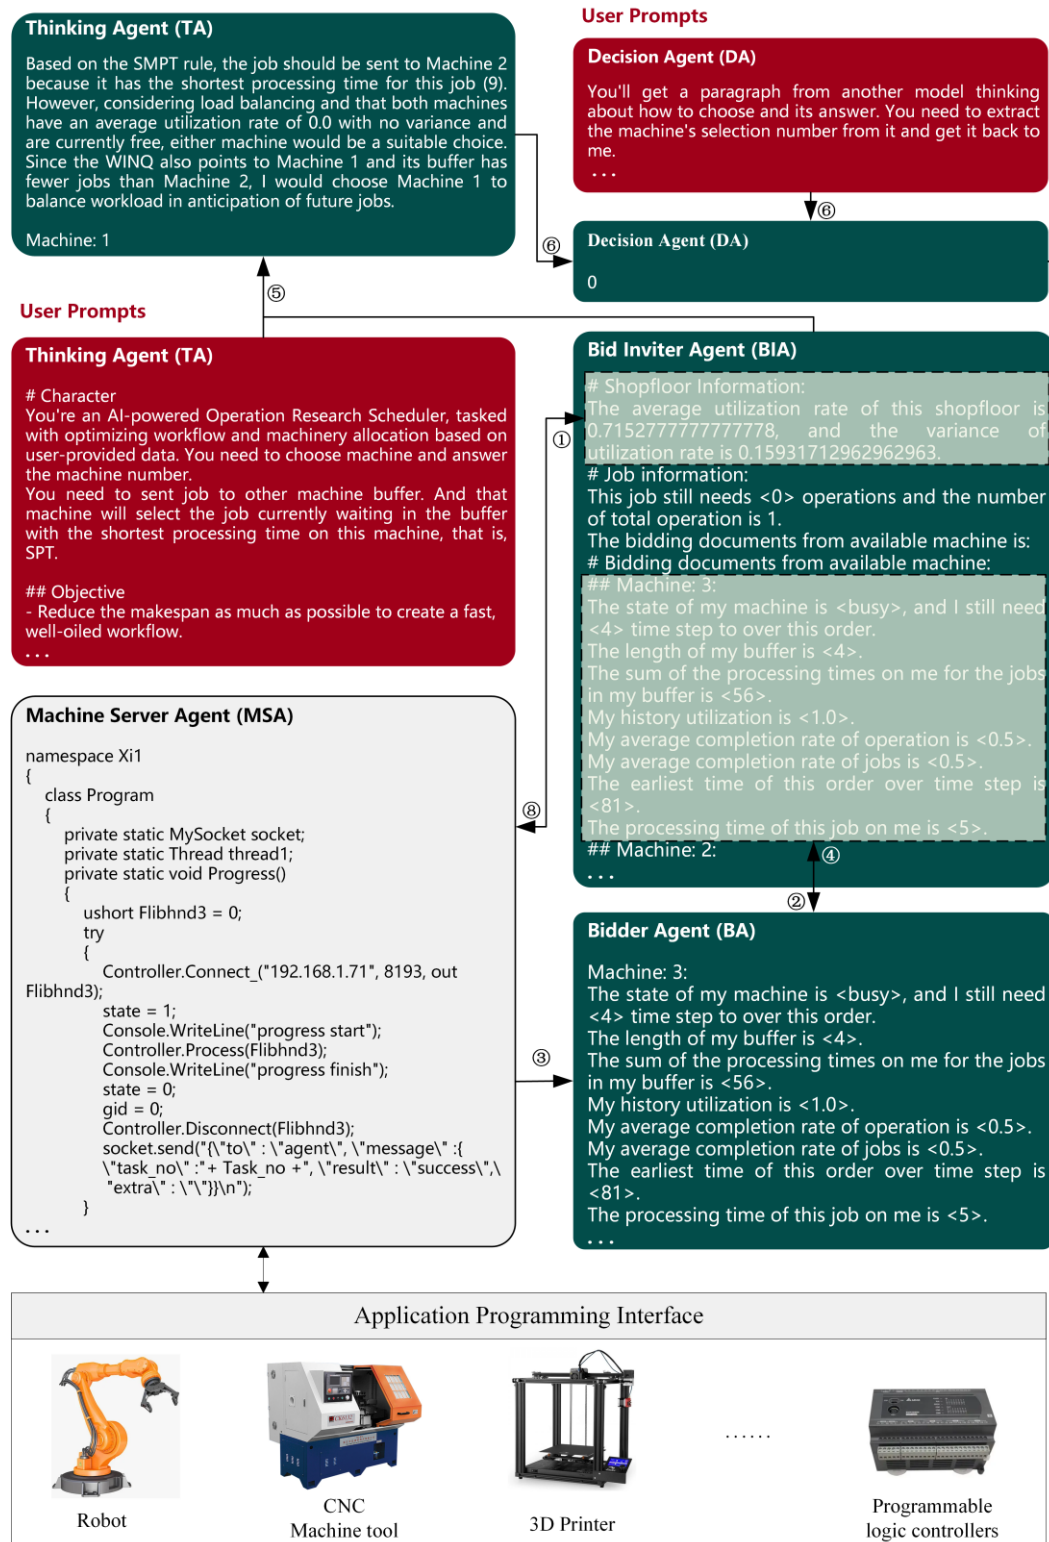 Thinking Agent (TA)
Based on the SMPT rule, the job should be sent to Machine 2
because it has the shortest processing time for this job (9).
However, considering load balancing and that both machines
have an average utilization rate of 0.0 with no variance and
are currently free, either machine would be a suitable choice.
Since the WINQ also points to Machine 1 and its buffer has
fewer jobs than Machine 2, I would choose Machine 1 to
balance workload in anticipation of future jobs.
Machine: 1
User Prompts
Decision Agent (DA)
You'll get a paragraph from another model thinking
about how to choose and its answer. You need to extract
the machine's selection number from it and get it back to
me.
...
⑥
⑥
Decision Agent (DA)
0
⑤
User Prompts
Thinking Agent (TA)
# Character
You're an AI-powered Operation Research Scheduler, tasked
with optimizing workflow and machinery allocation based on
user-provided data. You need to choose machine and answer
the machine number.
You need to sent job to other machine buffer. And that
machine will select the job currently waiting in the buffer
with the shortest processing time on this machine, that is,
SPT.
## Objective
- Reduce the makespan as much as possible to create a fast,
well-oiled workflow.
...
①
Bid Inviter Agent (BIA)
# Shopfloor Information:
The average utilization rate of this shopfloor is
0.7152777777777778, and the variance of
utilization rate is 0.15931712962962963.
# Job information:
This job still needs <0> operations and the number
of total operation is 1.
The bidding documents from available machine is:
# Bidding documents from available machine:
## Machine: 3:
The state of my machine is <busy>, and I still need
<4> time step to over this order.
The length of my buffer is <4>.
The sum of the processing times on me for the jobs
in my buffer is <56>.
My history utilization is <1.0>.
My average completion rate of operation is <0.5>.
My average completion rate of jobs is <0.5>.
The earliest time of this order over time step is
<81>.
The processing time of this job on me is <5>.
## Machine: 2:
...
④
②
⑧
Machine Server Agent (MSA)
namespace Xi1
{
class Program
{
private static MySocket socket;
private static Thread thread1;
private static void Progress()
{
ushort Flibhnd3 = 0;
try
{
Controller.Connect_("192.168.1.71", 8193, out
Flibhnd3);
state = 1;
Console.WriteLine("progress start");
Controller.Process(Flibhnd3);
Console.WriteLine("progress finish");
state = 0;
gid = 0;
Controller.Disconnect(Flibhnd3);
socket.send("{\"to\" : \"agent\", \"message\" :{
\"task_no\" :"+ Task_no +", \"result\" : \"success\",\
"extra\" : \"\"}}\n");
}
...
③
Bidder Agent (BA)
Machine: 3:
The state of my machine is <busy>, and I still need
<4> time step to over this order.
The length of my buffer is <4>.
The sum of the processing times on me for the jobs
in my buffer is <56>.
My history utilization is <1.0>.
My average completion rate of operation is <0.5>.
My average completion rate of jobs is <0.5>.
The earliest time of this order over time step is
<81>.
The processing time of this job on me is <5>.
...
Application Programming Interface
Robot
CNC
Machine tool
3D Printer
......
Programmable
logic controllers